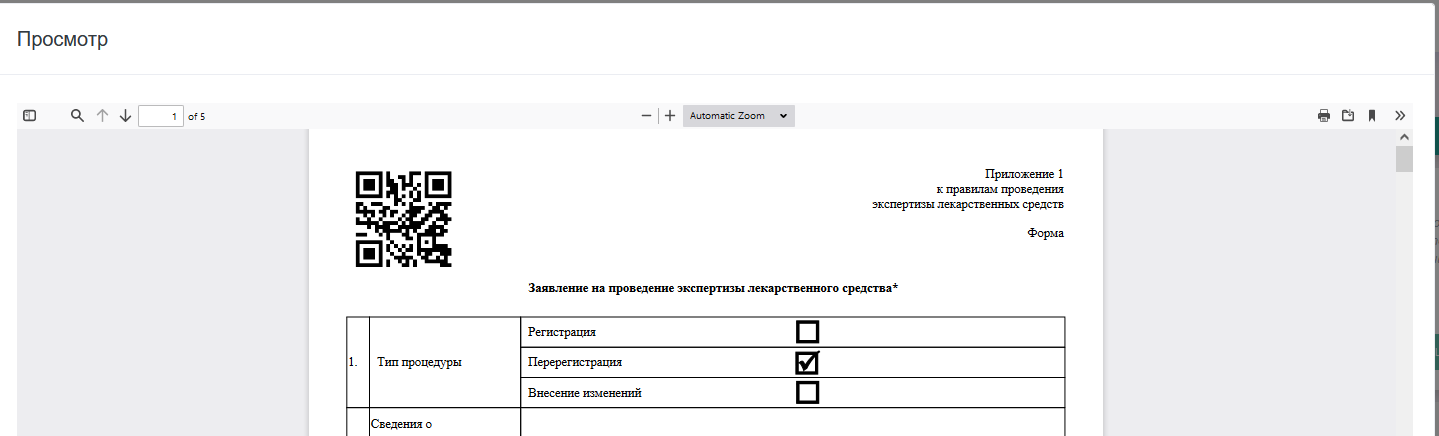 Просмотр
1 of 5
Automatic Zoom
Приложение 1
к правилам проведения
экспертизы лекарственных средств
Форма
Заявление на проведение экспертизы лекарственного средства*
1.
Тип процедуры
Регистрация
Перерегистрация
Внесение изменений
Сведения о